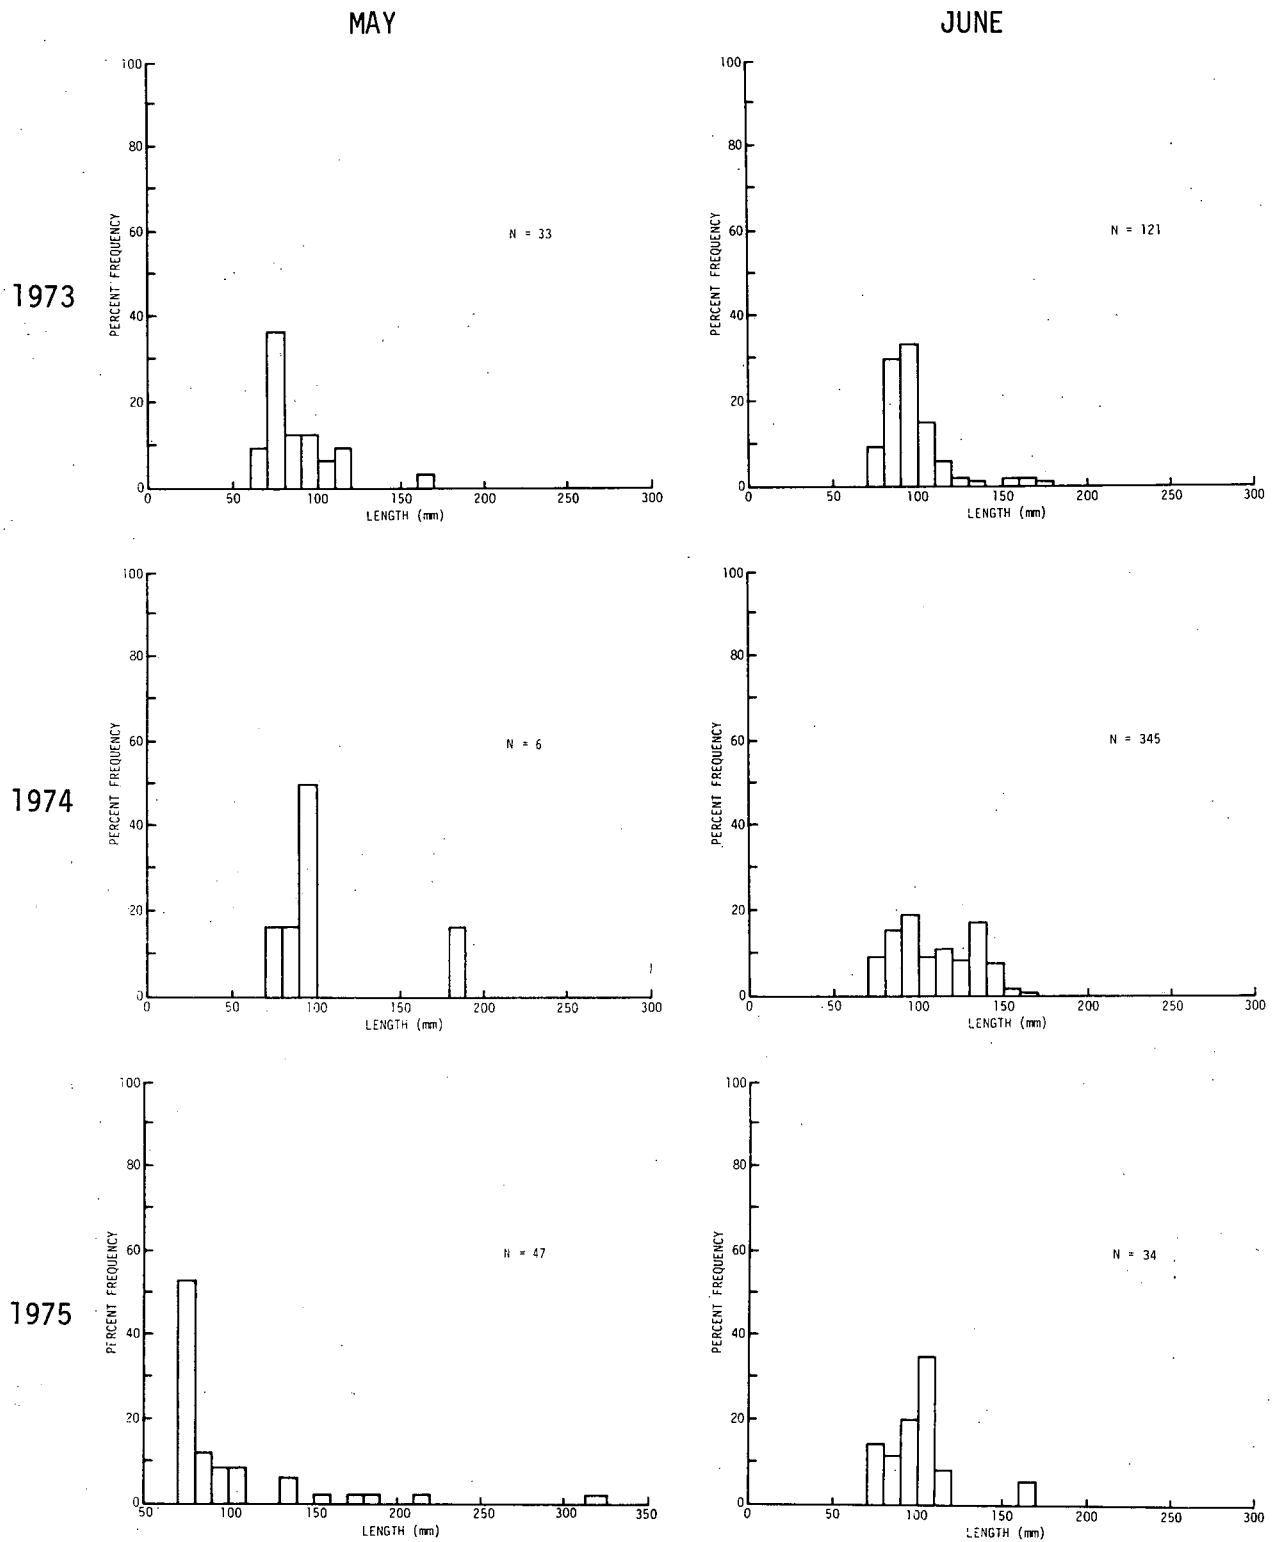 MAY
JUNE
1973
PERCENT FREQUENCY
100
80
60
40
20
0
N = 33
0 50 100 150 200 250 300
LENGTH (mm)
PERCENT FREQUENCY
100
80
60
40
20
0
N = 121
0 50 100 150 200 250 300
LENGTH (mm)
1974
PERCENT FREQUENCY
100
80
60
40
20
0
N = 6
0 50 100 150 200 250 300
LENGTH (mm)
PERCENT FREQUENCY
100
80
60
40
20
0
N = 345
0 50 100 150 200 250 300
LENGTH (mm)
1975
PERCENT FREQUENCY
100
80
60
40
20
0
N = 47
50 100 150 200 250 300 350
LENGTH (mm)
PERCENT FREQUENCY
100
80
60
40
20
0
N = 34
0 50 100 150 200 250 300
LENGTH (mm)